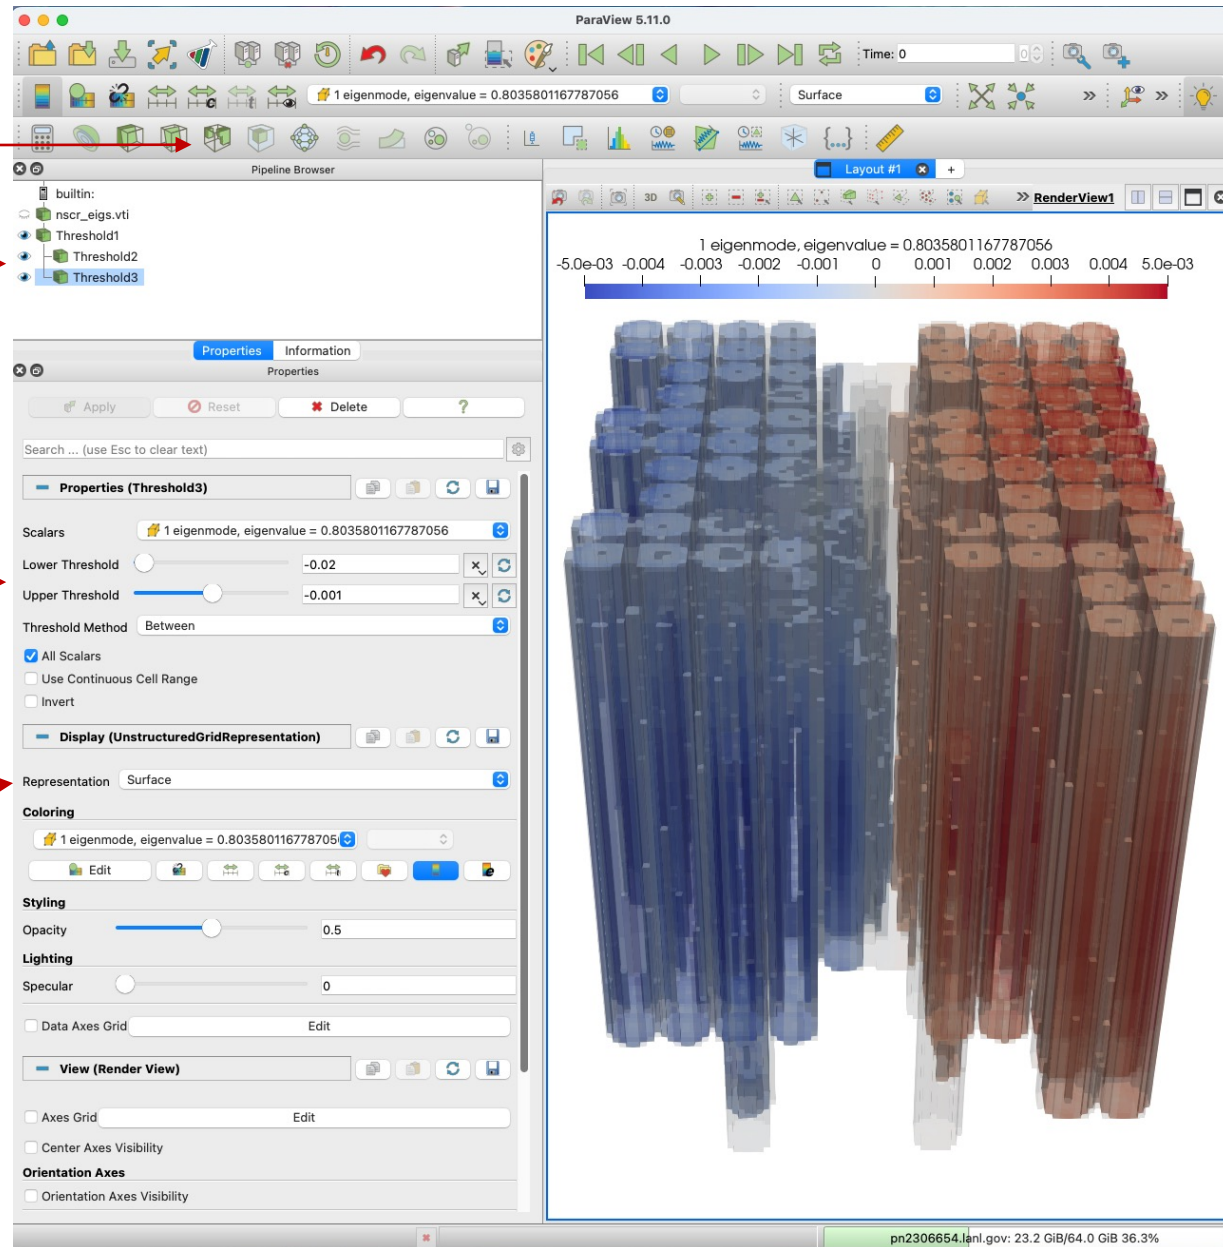 ParaView 5.11.0
Time: 0
0
1 eigenmode, eigenvalue = 0.8035801167787056
Surface
Pipeline Browser
Layout #1
+
builtin:
nscr_eigs.vti
Threshold1
Threshold2
Threshold3
3D
RenderView1
Properties
Information
Properties
Apply
Reset
Delete
?
Search ... (use Esc to clear text)
Properties (Threshold3)
Scalars
1 eigenmode, eigenvalue = 0.8035801167787056
Lower Threshold
-0.02
Upper Threshold
-0.001
Threshold Method
Between
All Scalars
Use Continuous Cell Range
Invert
Display (UnstructuredGridRepresentation)
Representation
Surface
Coloring
1 eigenmode, eigenvalue = 0.803580116778705
Edit
Styling
Opacity
0.5
Lighting
Specular
0
Data Axes Grid
Edit
View (Render View)
Axes Grid
Edit
Center Axes Visibility
Orientation Axes
Orientation Axes Visibility
1 eigenmode, eigenvalue = 0.8035801167787056
-5.0e-03 -0.004 -0.003 -0.002 -0.001 0 0.001 0.002 0.003 0.004 5.0e-03
pn2306654.lanl.gov: 23.2 GiB/64.0 GiB 36.3%